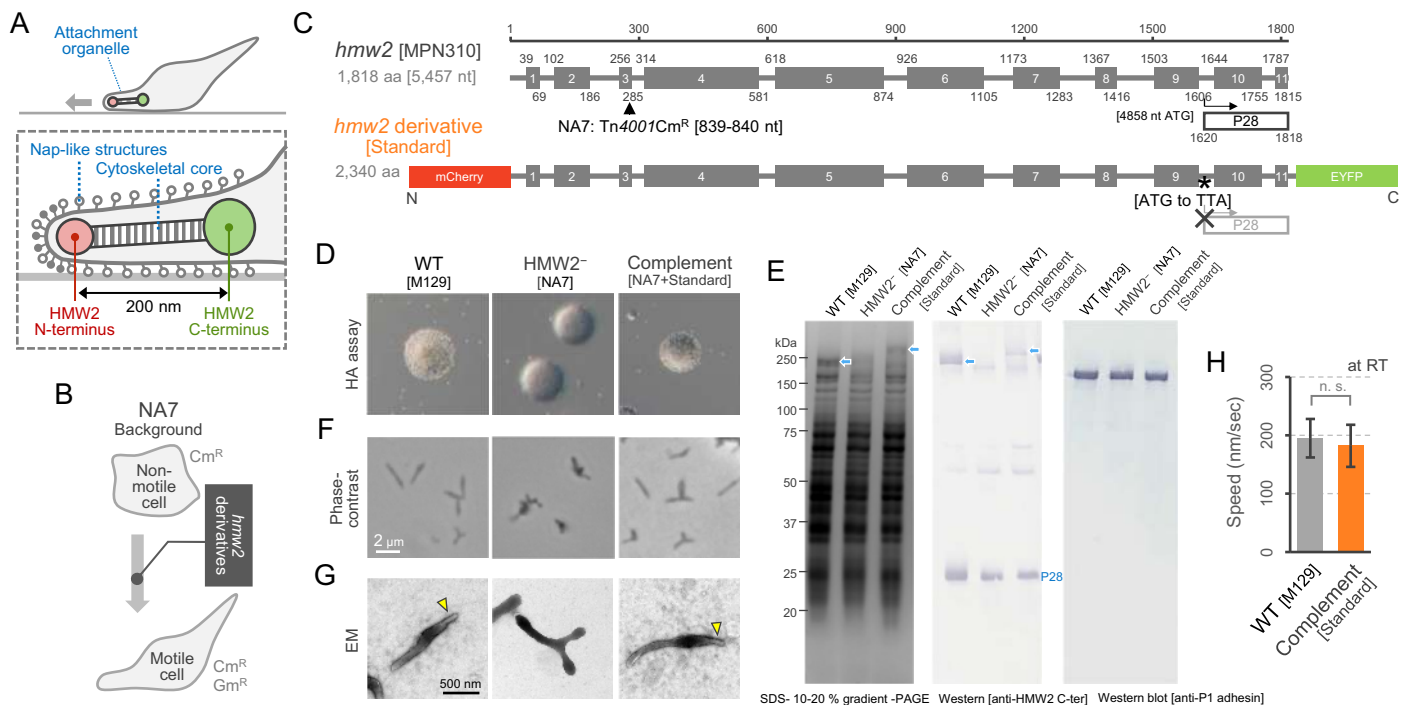 A
Attachment
organelle
Nap-like structures
Cytoskeletal core
200 nm
HMW2
N-terminus
HMW2
C-terminus
B
NA7
Background
Cm^R
Non-
motile
cell
hmw2
derivatives
Motile
cell
Cm^R
Gm^R
C
1 300 600 900 1200 1500 1800
hmw2 [MPN310]
39 102 256 314 618 926 1173 1367 1503 1644 1787
1,818 aa [5,457 nt]
1 2 3 4 5 6 7 8 9 10 11
69 186 285 581 874 1105 1283 1416 1606 1755 1815
NA7: Tn4001Cm^R [839-840 nt]
[4858 nt ATG]
P28
1620 1818
hmw2 derivative
[Standard]
2,340 aa
mCherry 1 2 3 4 5 6 7 8 9 10 11 EYFP
N
*
C
[ATG to TTA]
P28
D
WT
[M129]
HMW2⁻
[NA7]
Complement
[NA7+Standard]
HA assay
F
Phase-
contrast
2 µm
G
EM
500 nm
E
WT [M129]
HMW2⁻ [NA7]
Complement
[Standard]
WT [M129]
HMW2⁻ [NA7]
Complement
[Standard]
WT [M129]
HMW2⁻ [NA7]
Complement
[Standard]
kDa
250
150
100
75
50
37
25
20
P28
SDS- 10-20 % gradient -PAGE
Western [anti-HMW2 C-ter]
Western blot [anti-P1 adhesin]
H
at RT
n. s.
Speed (nm/sec)
300
200
100
0
WT [M129]
Complement
[Standard]